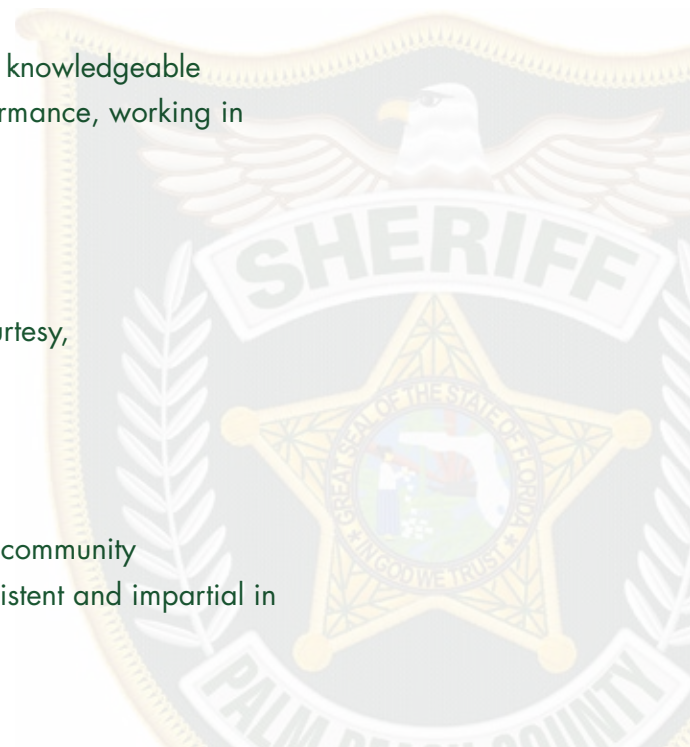 knowledgeable
rmance, working in
SHERIFF
urtesy,
GREAT SEAL OF THE STATE OF FLORIDA
IN GOD WE TRUST
community
istent and impartial in
PALM BEACH COUNTY